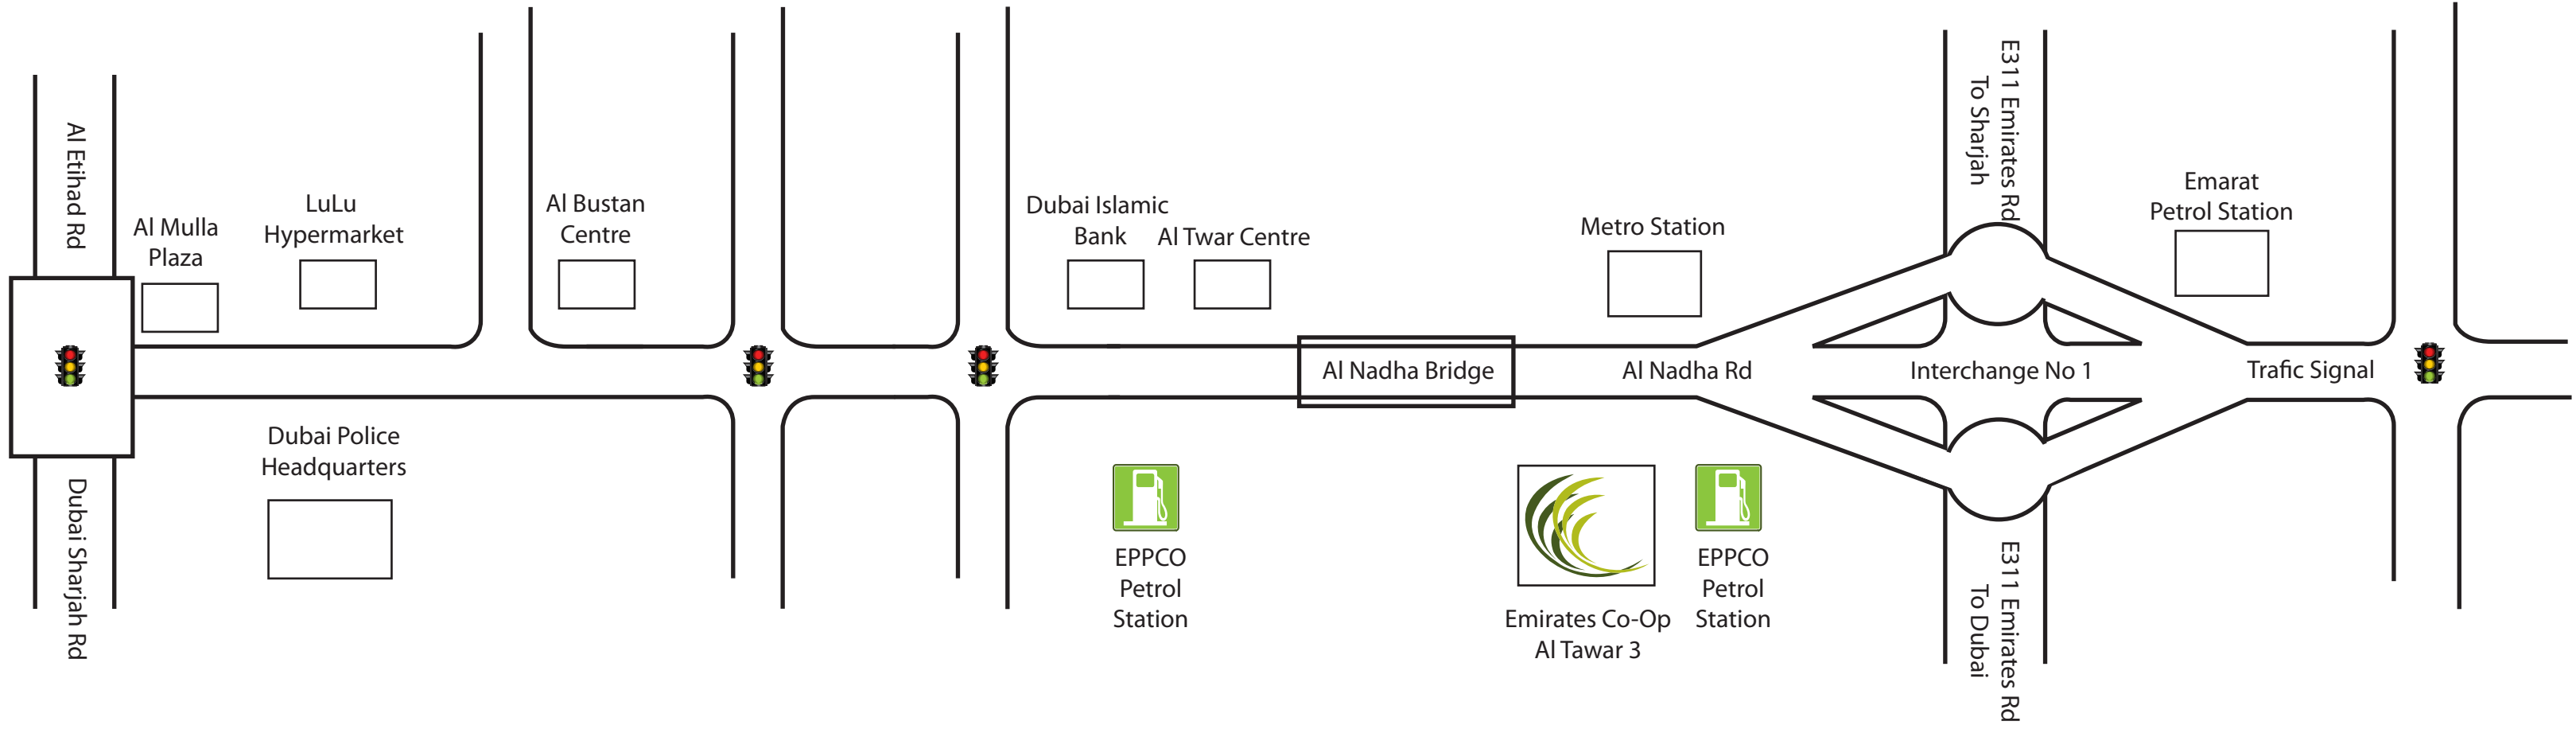 Al Etihad Rd
Dubai Sharjah Rd
Al Mulla
Plaza
LuLu
Hypermarket
Dubai Police
Headquarters
Al Bustan
Centre
Dubai Islamic
Bank
Al Twar Centre
EPPCO
Petrol
Station
Al Nadha Bridge
Metro Station
Al Nadha Rd
Emirates Co-Op
Al Tawar 3
EPPCO
Petrol
Station
E311 Emirates Rd
To Sharjah
Interchange No 1
E311 Emirates Rd
To Dubai
Emarat
Petrol Station
Trafic Signal